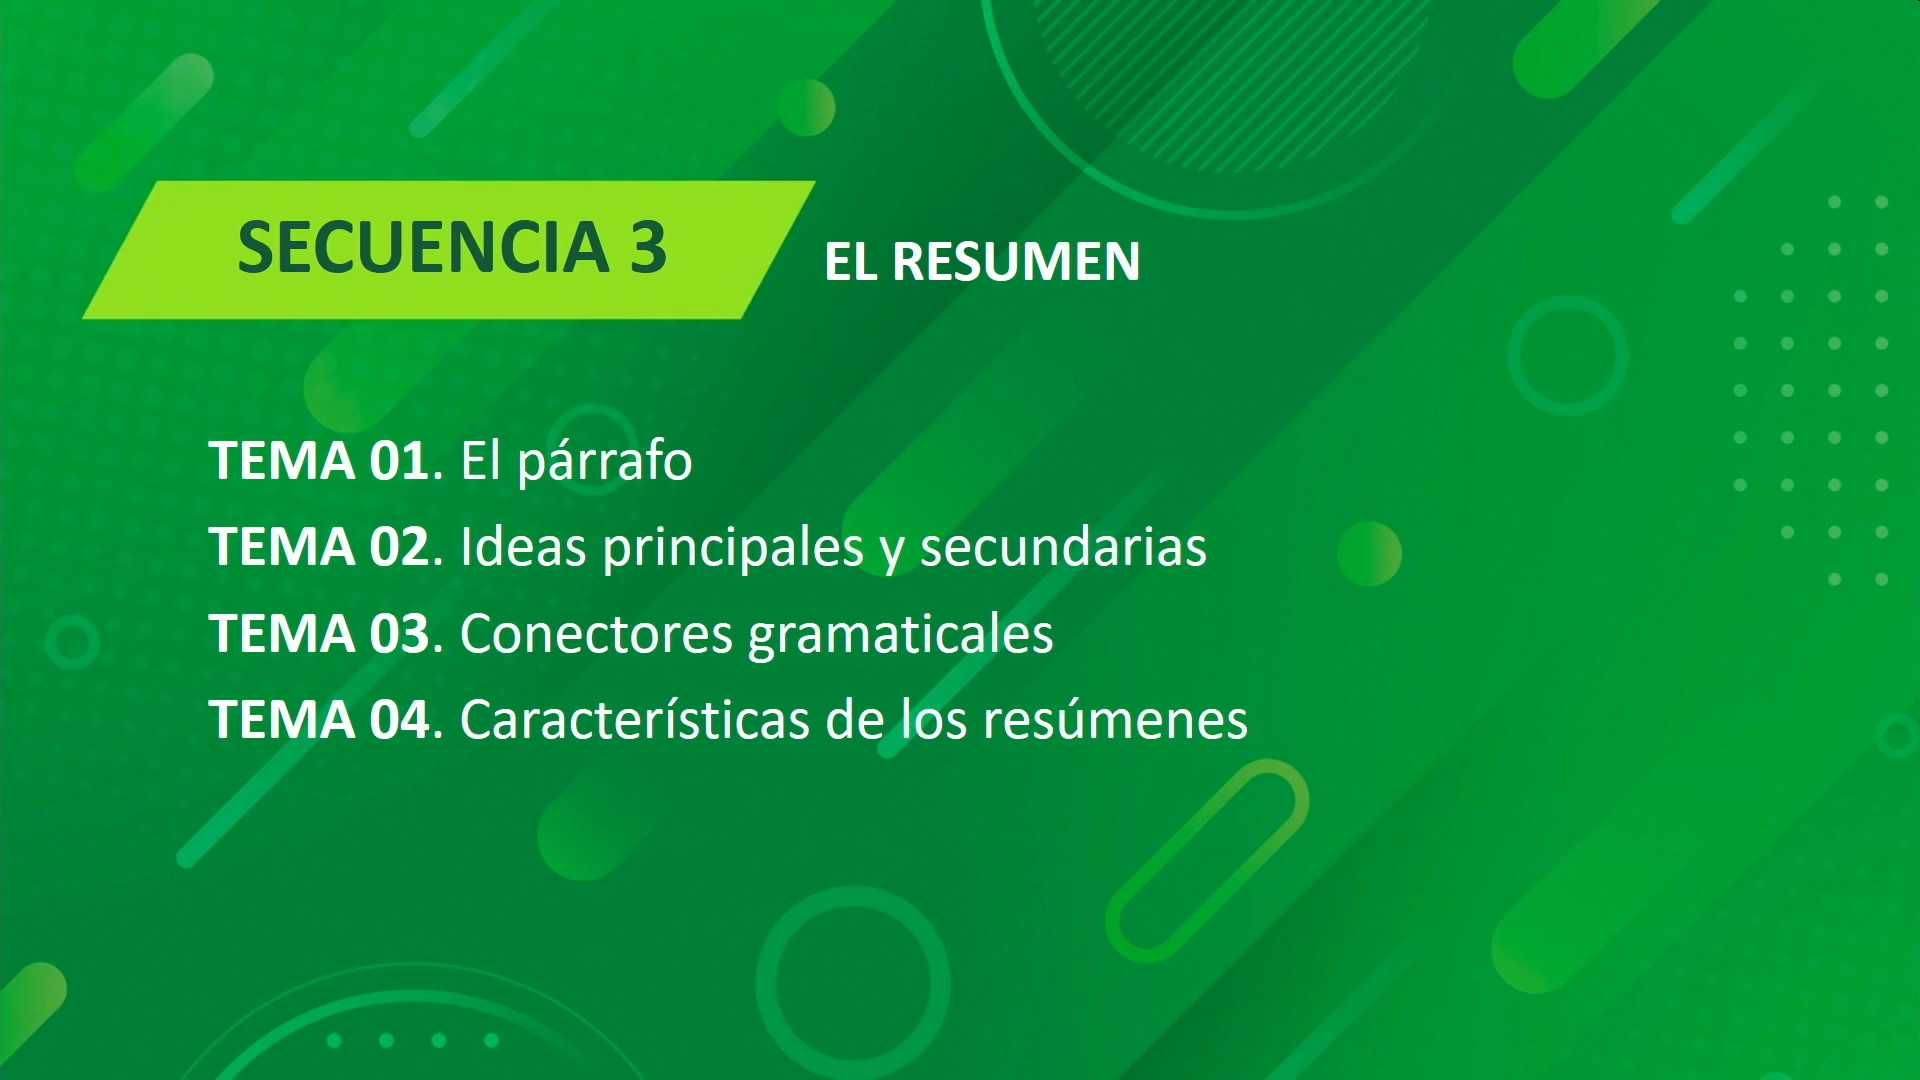 SECUENCIA 3
EL RESUMEN
TEMA 01. El párrafo
TEMA 02. Ideas principales y secundarias
TEMA 03. Conectores gramaticales
TEMA 04. Características de los resúmenes